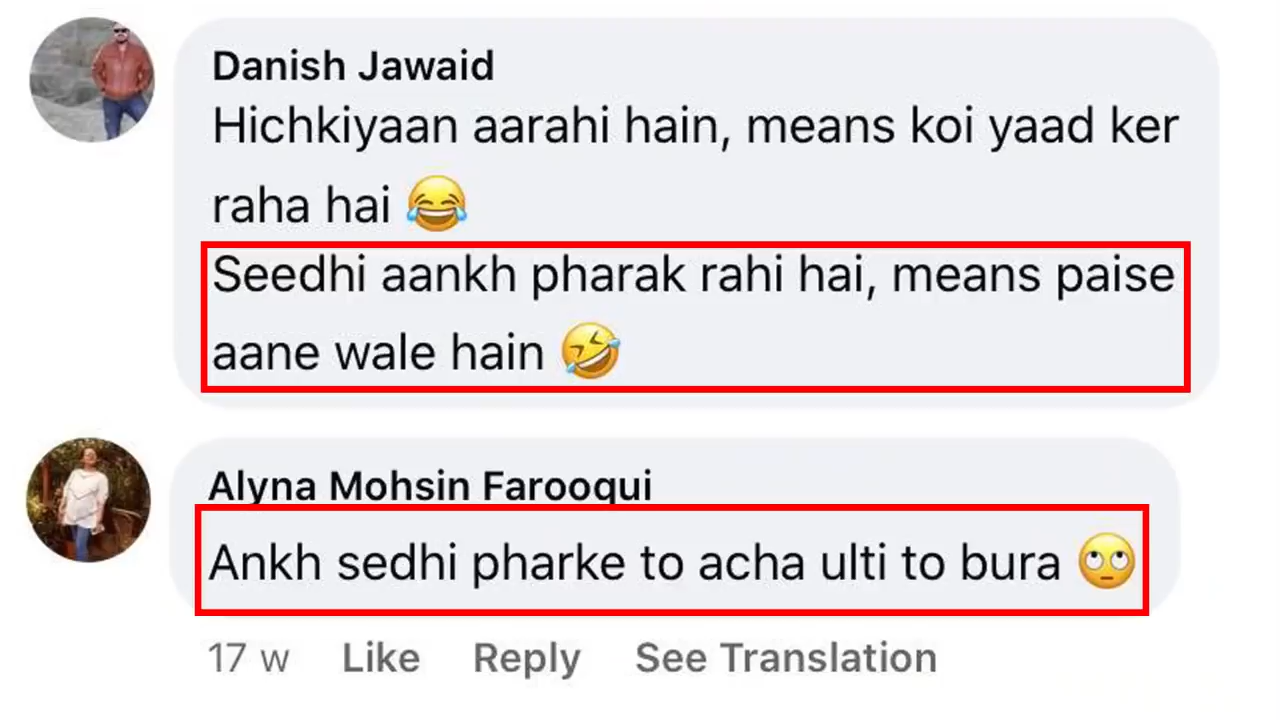 Danish Jawaid
Hichkiyaan aarahi hain, means koi yaad ker
raha hai 😂
Seedhi aankh pharak rahi hai, means paise
aane wale hain 🤣
Alyna Mohsin Farooqui
Ankh sedhi pharke to acha ulti to bura 🙄
17 w Like Reply See Translation